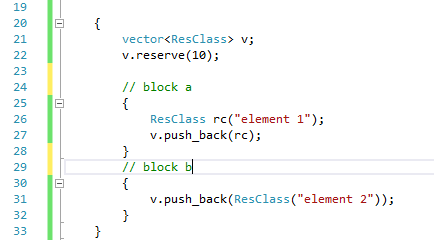 19
20 {
21 vector<ResClass> v;
22 v.reserve(10);
23
24 // block a
25 {
26 ResClass rc("element 1");
27 v.push_back(rc);
28 }
29 // block b
30 {
31 v.push_back(ResClass("element 2"));
32 }
33 }